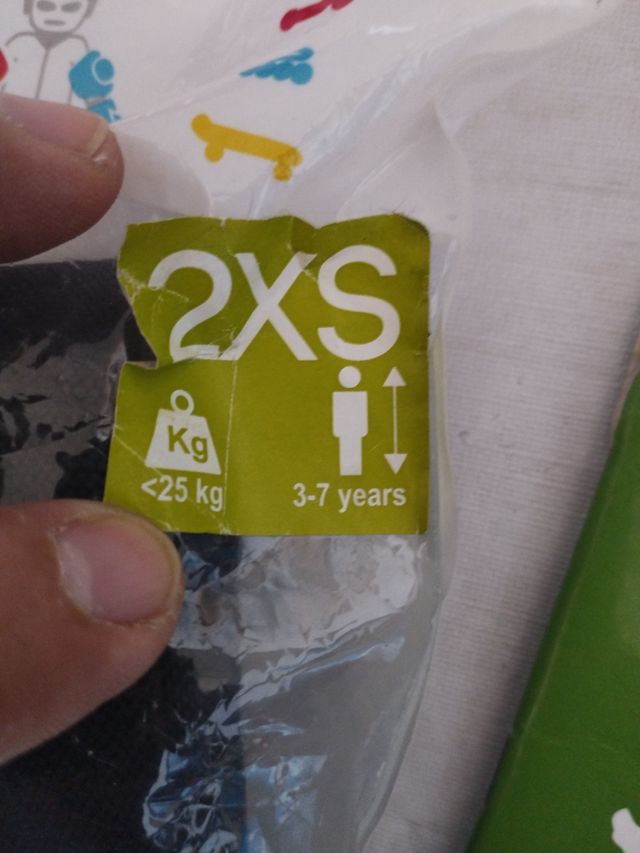 2XS
Kg
<25 kg
3-7 years